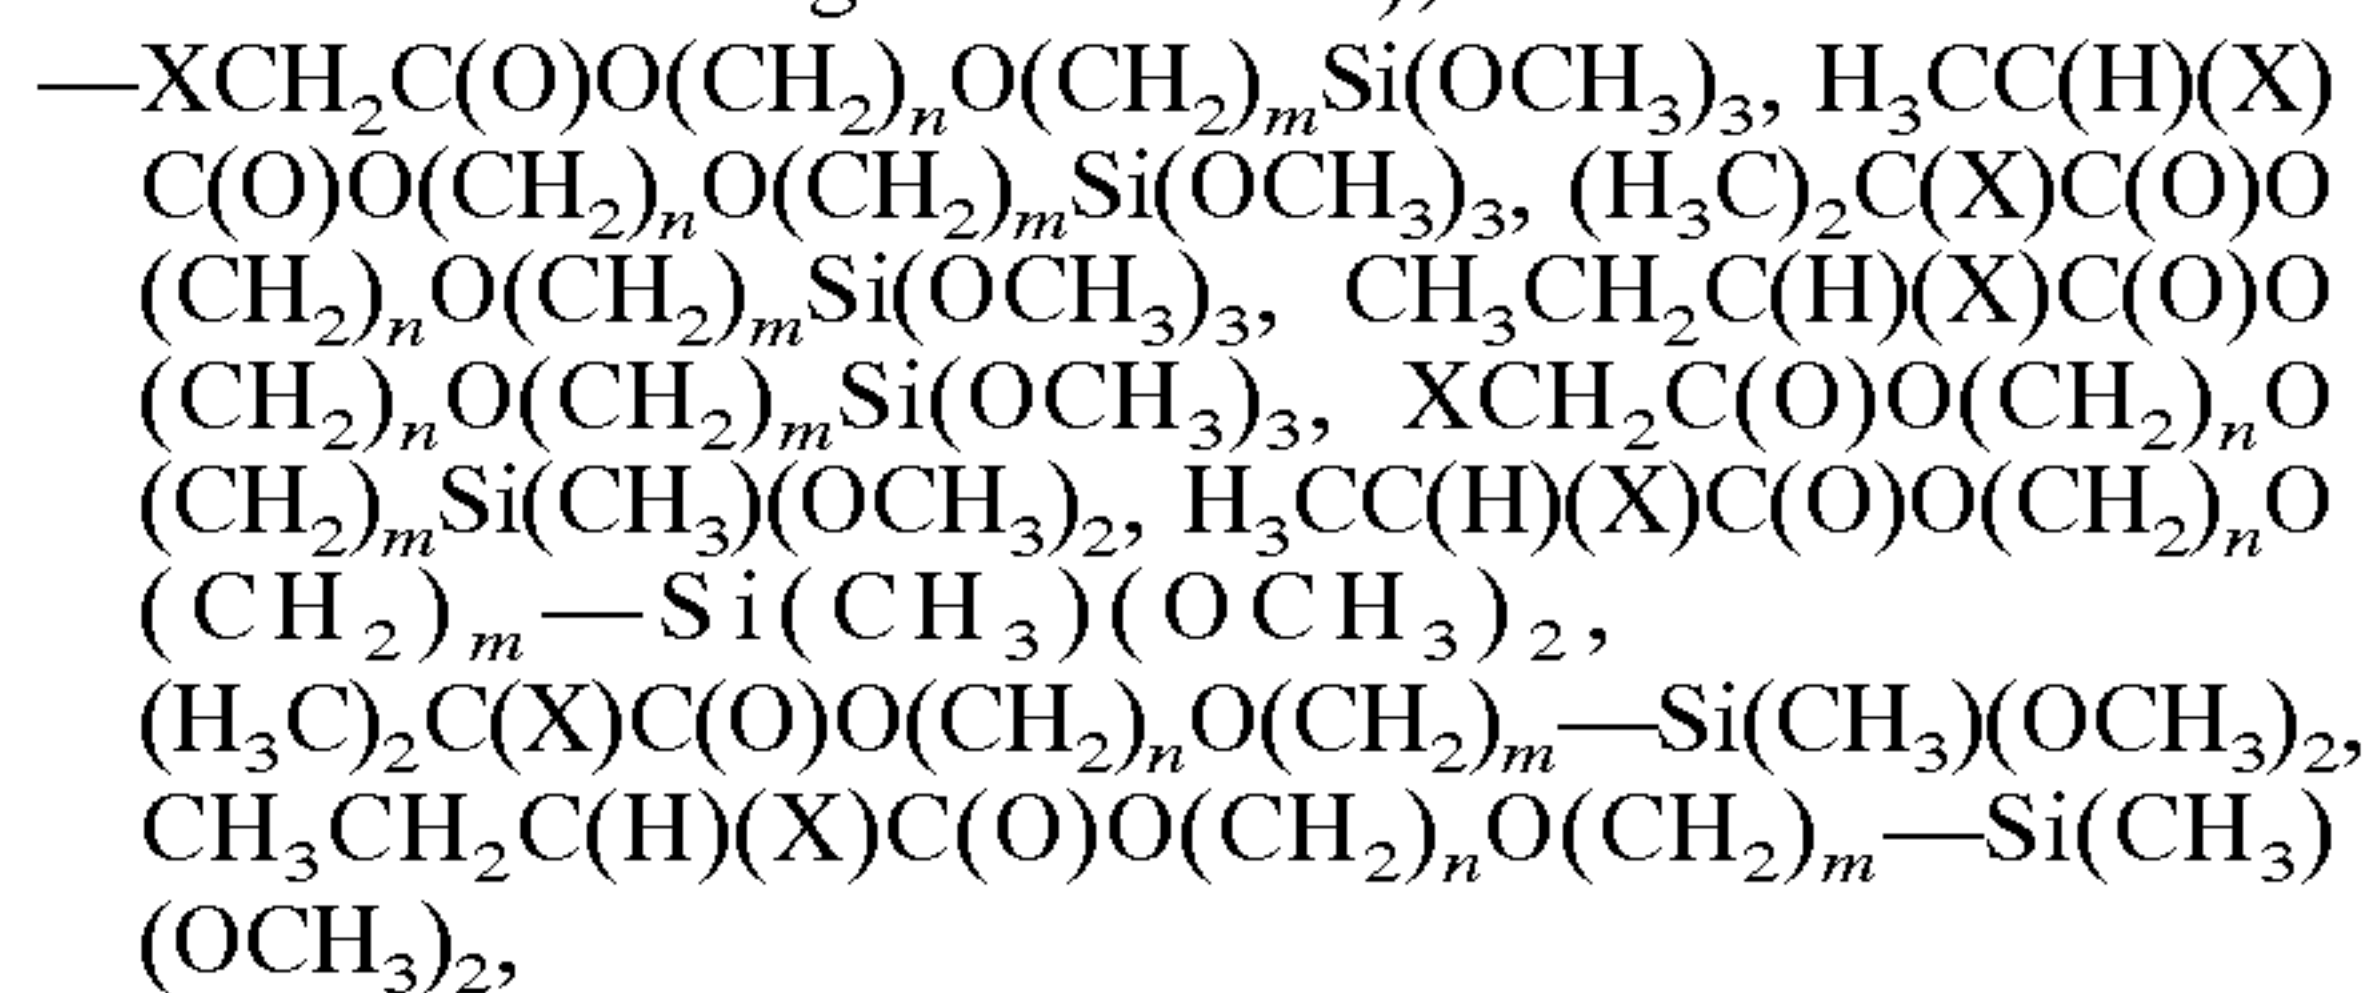 —XCH₂C(O)O(CH₂)ₙO(CH₂)ₘSi(OCH₃)₃, H₃CC(H)(X)
C(O)O(CH₂)ₙO(CH₂)ₘSi(OCH₃)₃, (H₃C)₂C(X)C(O)O
(CH₂)ₙO(CH₂)ₘSi(OCH₃)₃, CH₃CH₂C(H)(X)C(O)O
(CH₂)ₙO(CH₂)ₘSi(OCH₃)₃, XCH₂C(O)O(CH₂)ₙO
(CH₂)ₘSi(CH₃)(OCH₃)₂, H₃CC(H)(X)C(O)O(CH₂)ₙO
(CH₂)ₘ—Si(CH₃)(OCH₃)₂,
(H₃C)₂C(X)C(O)O(CH₂)ₙO(CH₂)ₘ—Si(CH₃)(OCH₃)₂,
CH₃CH₂C(H)(X)C(O)O(CH₂)ₙO(CH₂)ₘ—Si(CH₃)
(OCH₃)₂,